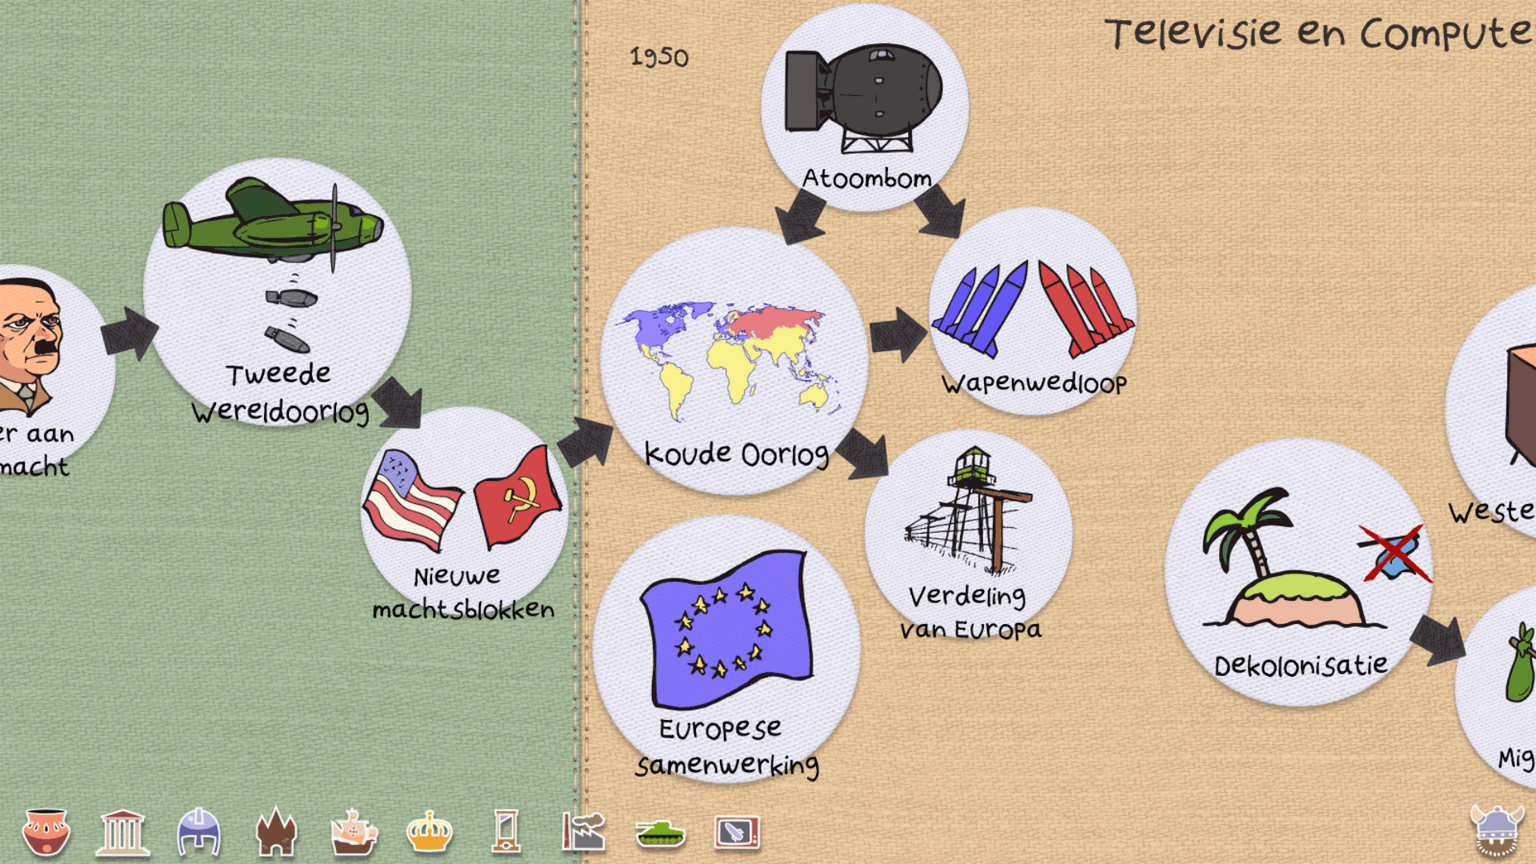 Televisie en Compute
1950
Atoombom
Tweede
Wereldoorlog
er aan
macht
Wapenwedloop
Koude Oorlog
Nieuwe
machtsblokken
Verdeling
van Europa
Weste
Dekolonisatie
Europese
samenwerking
Mig